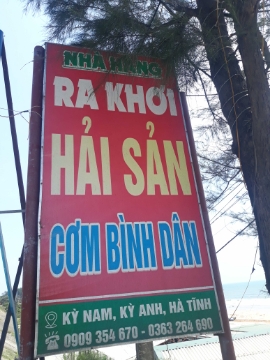 NHÀ HÀNG
RA KHƠI
HẢI SẢN
CƠM BÌNH DÂN
KỲ NAM, KỲ ANH, HÀ TĨNH
0909 354 670 - 0363 264 690